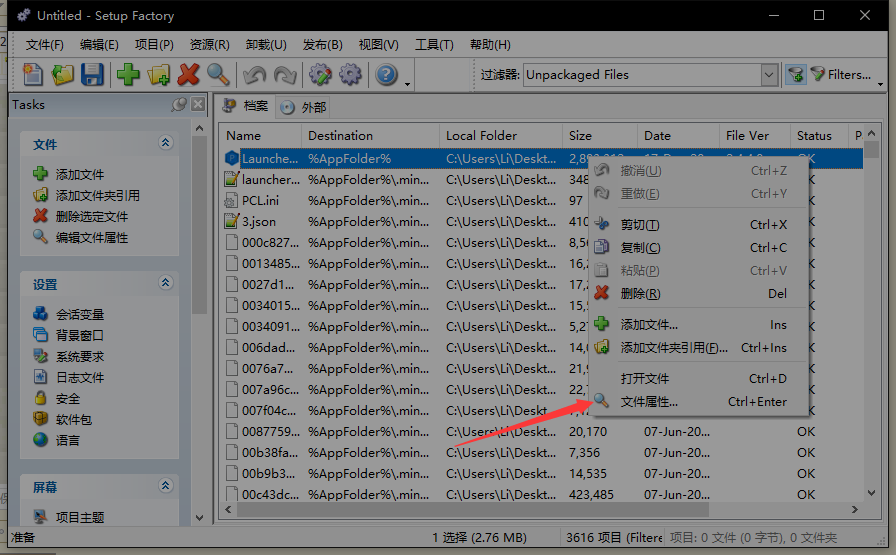 Untitled - Setup Factory
文件(F) 编辑(E) 项目(P) 资源(R) 卸载(U) 发布(B) 视图(V) 工具(T) 帮助(H)
过滤器: Unpackaged Files Filters...
Tasks
档案 外部
文件
添加文件
添加文件夹引用
删除选定文件
编辑文件属性
设置
会话变量
背景窗口
系统要求
日志文件
安全
软件包
语言
屏幕
项目主题
Name Destination Local Folder Size Date File Ver Status P
Launche... %AppFolder% C:\Users\Li\Deskt... OK
launcher... %AppFolder%\.min... C:\Users\Li\Deskt... 348 OK
PCL.ini %AppFolder%\.min... C:\Users\Li\Deskt... 97 OK
3.json %AppFolder%\.min... C:\Users\Li\Deskt... 410 OK
000c827... %AppFolder%\.min... C:\Users\Li\Deskt... 8,5 OK
0013485... %AppFolder%\.min... C:\Users\Li\Deskt... 16, OK
0027d1... %AppFolder%\.min... C:\Users\Li\Deskt... 17, OK
0034015... %AppFolder%\.min... C:\Users\Li\Deskt... 15, OK
0034091... %AppFolder%\.min... C:\Users\Li\Deskt... 5,2 OK
006dad... %AppFolder%\.min... C:\Users\Li\Deskt... 14, OK
0076a7... %AppFolder%\.min... C:\Users\Li\Deskt... 21, OK
007a96c... %AppFolder%\.min... C:\Users\Li\Deskt... 22, OK
007f04c... %AppFolder%\.min... C:\Users\Li\Deskt... OK
0087759... %AppFolder%\.min... C:\Users\Li\Deskt... 20,170 07-Jun-20... OK
00b38fa... %AppFolder%\.min... C:\Users\Li\Deskt... 7,356 07-Jun-20... OK
00b9b3... %AppFolder%\.min... C:\Users\Li\Deskt... 14,535 07-Jun-20... OK
00c43dc... %AppFolder%\.min... C:\Users\Li\Deskt... 423,485 07-Jun-20... OK
撤消(U) Ctrl+Z
重做(E) Ctrl+Y
剪切(T) Ctrl+X
复制(C) Ctrl+C
粘贴(P) Ctrl+V
删除(R) Del
添加文件... Ins
添加文件夹引用(F)... Ctrl+Ins
打开文件 Ctrl+D
文件属性... Ctrl+Enter
准备 1 选择 (2.76 MB) 3616 项目 (Filtere 项目: 0 文件 (0 字节), 0 文件夹